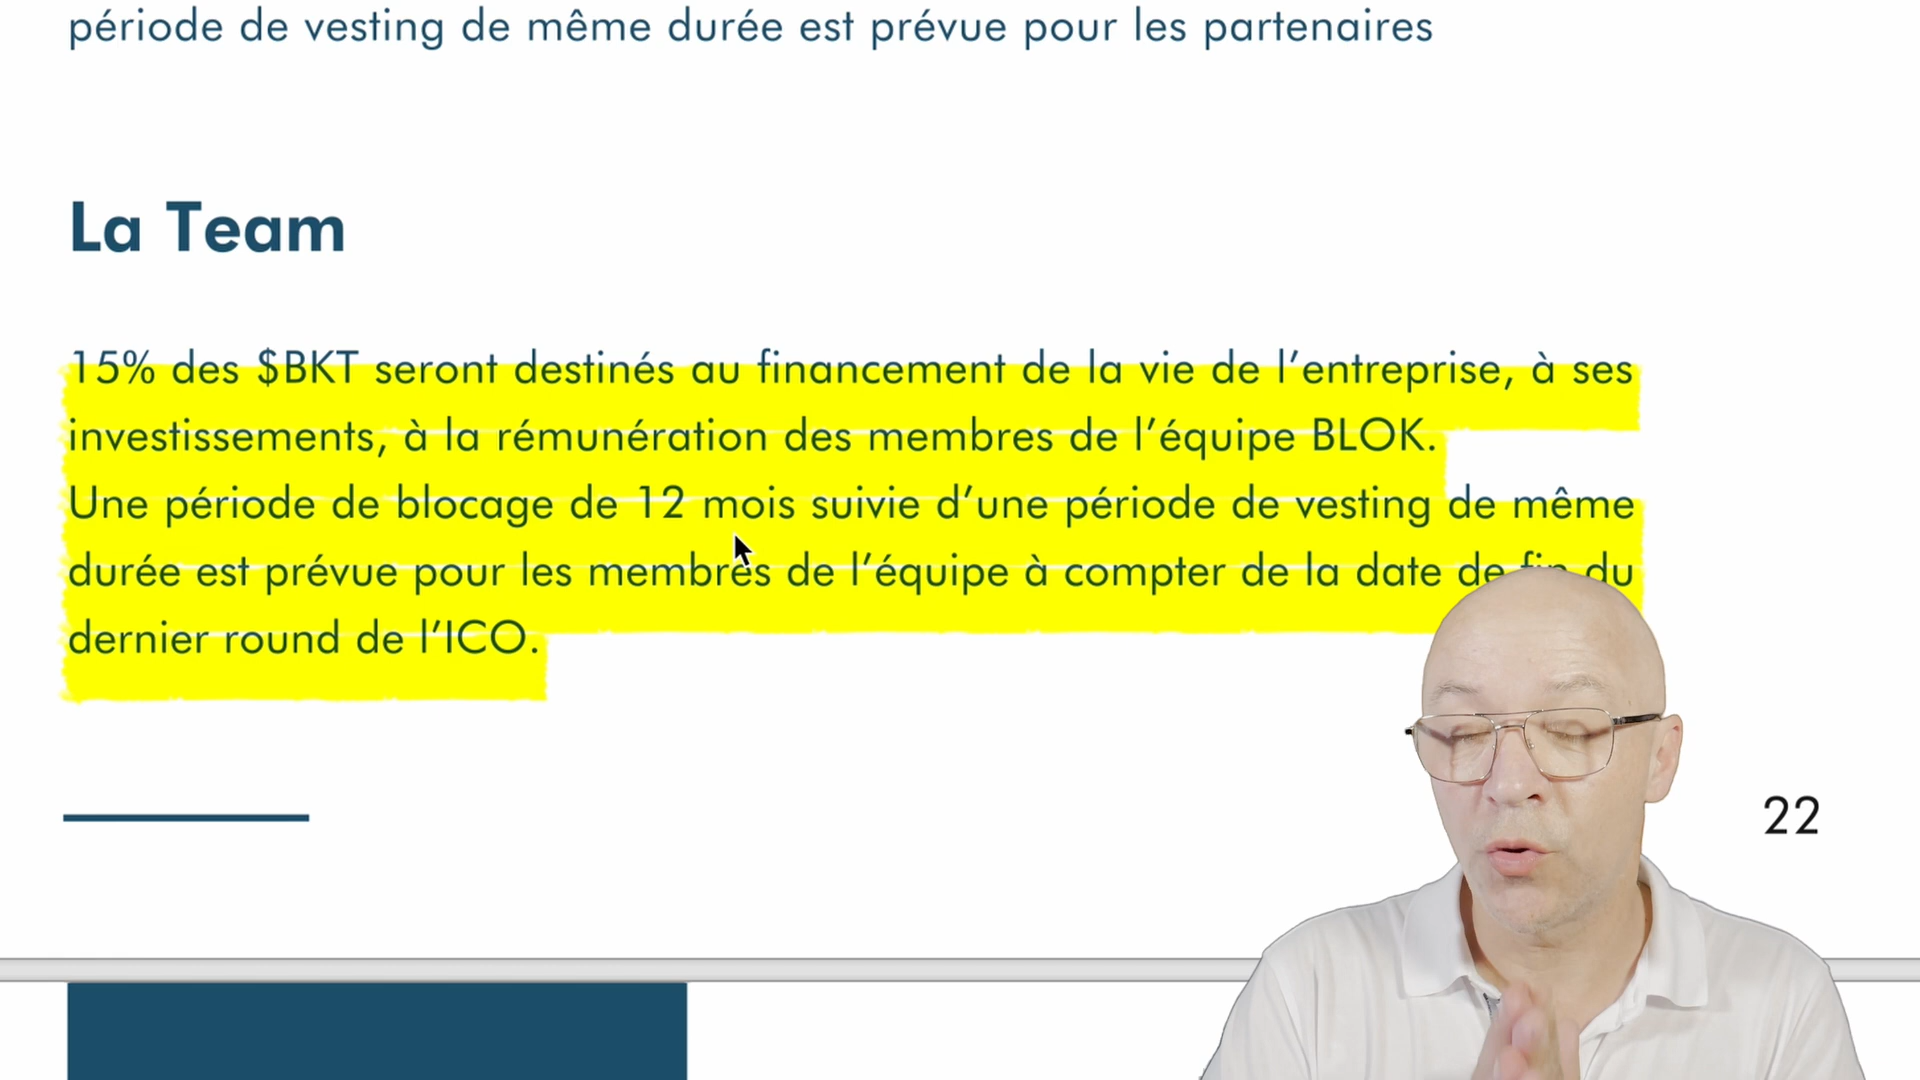 période de vesting de même durée est prévue pour les partenaires
La Team
15% des $BKT seront destinés au financement de la vie de l’entreprise, à ses
investissements, à la rémunération des membres de l’équipe BLOK.
Une période de blocage de 12 mois suivie d’une période de vesting de même
durée est prévue pour les membres de l’équipe à compter de la date de fin du
dernier round de l’ICO.
22